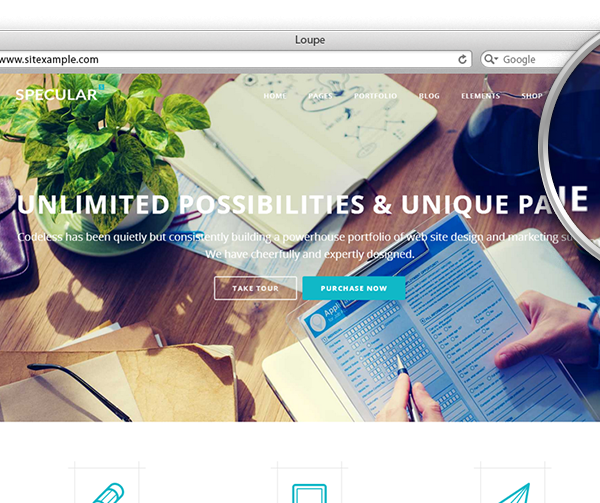 Loupe
www.sitexample.com
Google
SPECULAR
HOME PAGES PORTFOLIO BLOG ELEMENTS SHOP
UNLIMITED POSSIBILITIES & UNIQUE PA IE
Codeless has been quietly but consistently building a powerhouse portfolio of web site design and marketing su
We have cheerfully and expertly designed.
TAKE TOUR PURCHASE NOW